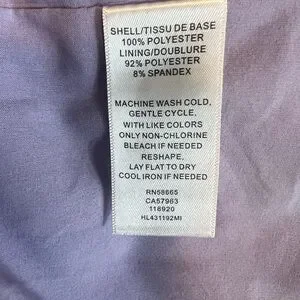 SHELL/TISSU DE BASE
100% POLYESTER
LINING/DOUBLURE
92% POLYESTER
8% SPANDEX
MACHINE WASH COLD,
GENTLE CYCLE,
WITH LIKE COLORS
ONLY NON-CHLORINE
BLEACH IF NEEDED
RESHAPE,
LAY FLAT TO DRY
COOL IRON IF NEEDED
RN58665
CA57963
116920
HL431192MI